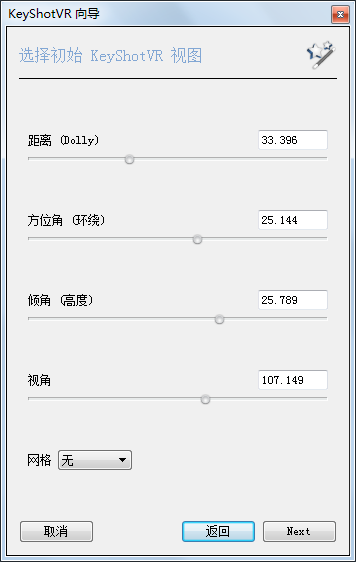 KeyShotVR 向导
选择初始 KeyShotVR 视图
距离 (Dolly)
33.396
方位角 (环绕)
25.144
倾角 (高度)
25.789
视角
107.149
网格 无
取消 返回 Next